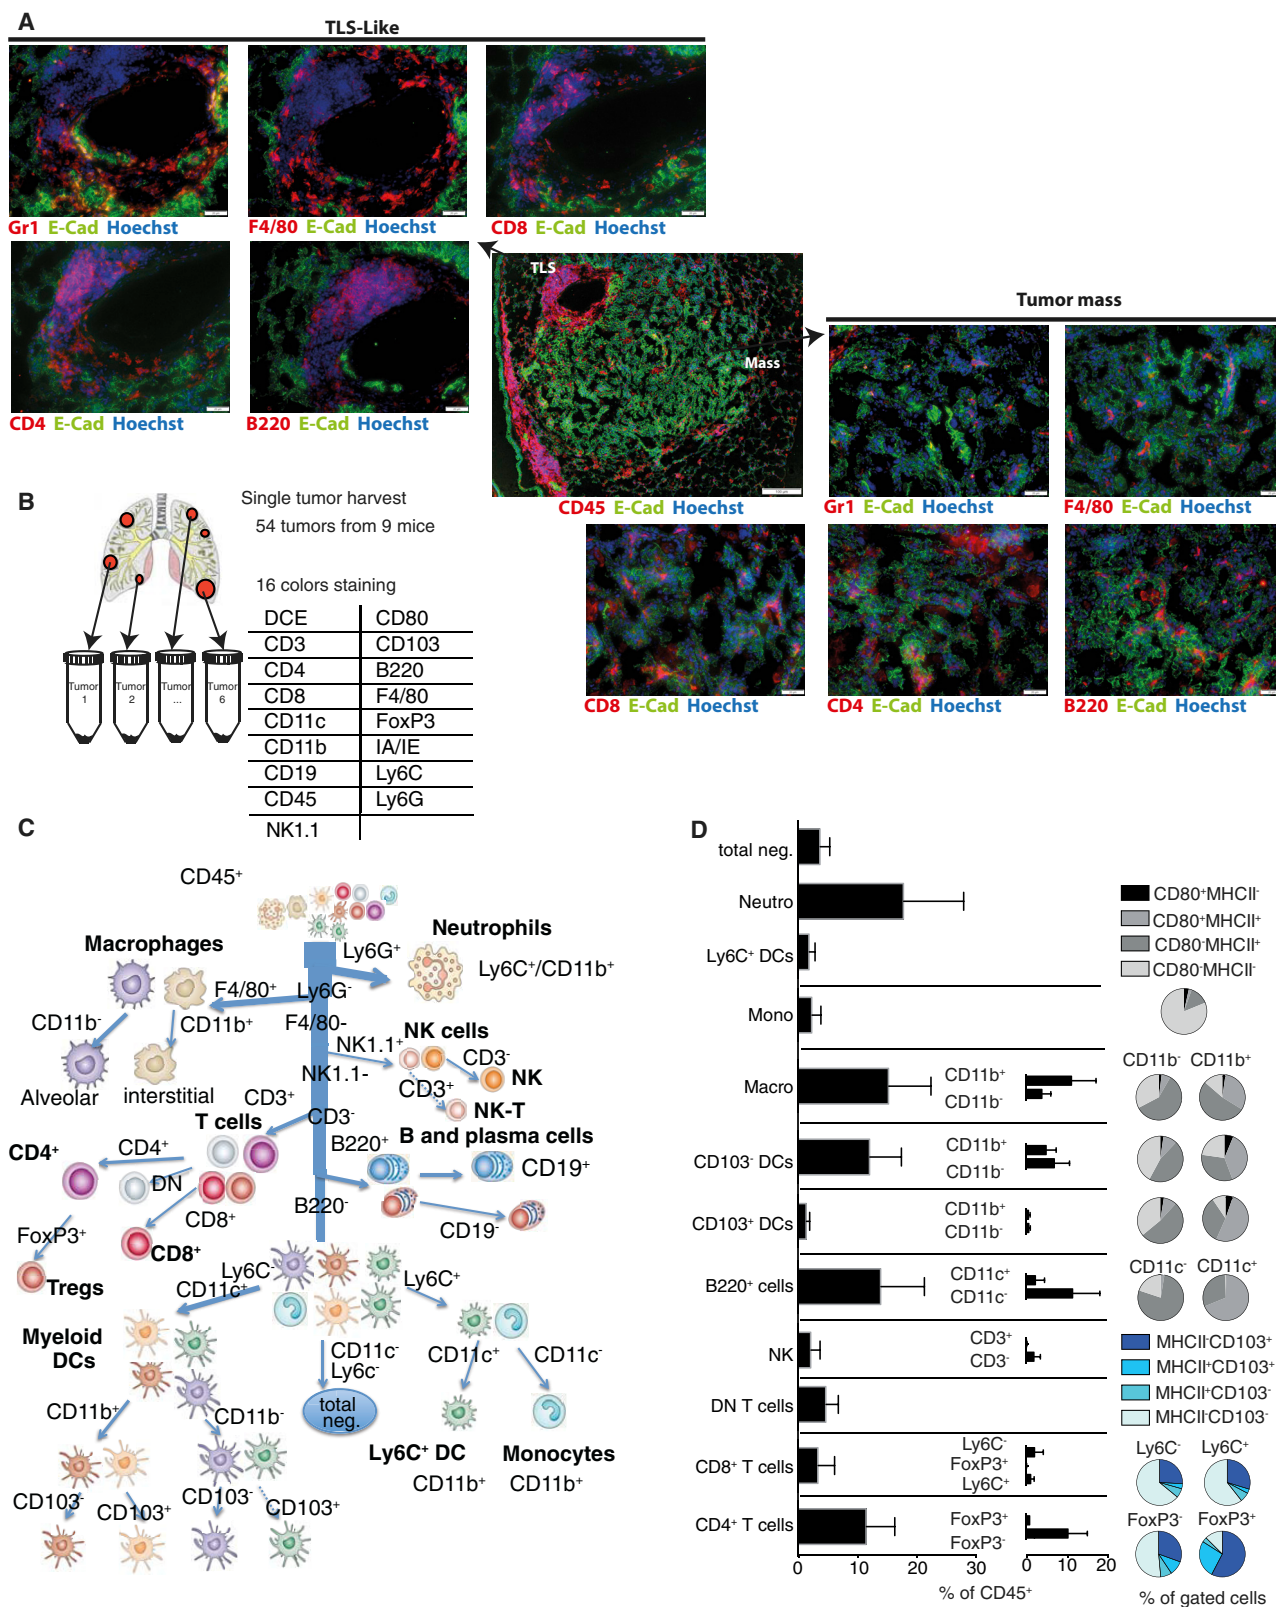 A
TLS-Like
Gr1 E-Cad Hoechst
F4/80 E-Cad Hoechst
CD8 E-Cad Hoechst
CD4 E-Cad Hoechst
B220 E-Cad Hoechst
TLS
Mass
CD45 E-Cad Hoechst
Tumor mass
Gr1 E-Cad Hoechst
F4/80 E-Cad Hoechst
CD8 E-Cad Hoechst
CD4 E-Cad Hoechst
B220 E-Cad Hoechst
B
Single tumor harvest
54 tumors from 9 mice
16 colors staining
Tumor 1
Tumor 2
Tumor ...
Tumor 6
DCE CD80
CD3 CD103
CD4 B220
CD8 F4/80
CD11c FoxP3
CD11b IA/IE
CD19 Ly6C
CD45 Ly6G
NK1.1
C
CD45⁺
Macrophages
Neutrophils
Ly6G⁺
Ly6C⁺/CD11b⁺
F4/80⁺
Ly6G⁻
CD11b⁻
CD11b⁺
F4/80-
NK1.1⁺
NK cells
CD3⁻
NK
NK1.1-
CD3⁺
NK-T
Alveolar
interstitial
CD3⁺
CD3⁻
T cells
B220⁺
B and plasma cells
CD19⁺
CD4⁺
CD4⁺
DN
B220⁻
CD19⁻
CD8⁺
FoxP3⁺
CD8⁺
Tregs
Ly6C⁻
CD11c⁺
Ly6C⁺
Myeloid
DCs
CD11c⁻
Ly6c⁻
CD11c⁺
CD11c⁻
total
neg.
CD11b⁺
CD11b⁻
Ly6C⁺ DC
Monocytes
CD11b⁺
CD11b⁺
CD103⁻
CD103⁺
CD103⁻
CD103⁺
D
total neg.
Neutro
Ly6C⁺ DCs
Mono
Macro
CD11b⁺
CD11b⁻
CD103⁻ DCs
CD11b⁺
CD11b⁻
CD103⁺ DCs
CD11b⁺
CD11b⁻
B220⁺ cells
CD11c⁺
CD11c⁻
NK
CD3⁺
CD3⁻
DN T cells
CD8⁺ T cells
Ly6C⁻
FoxP3⁺
Ly6C⁺
CD4⁺ T cells
FoxP3⁺
FoxP3⁻
0 10 20 30
0 10 20
% of CD45⁺
CD80⁺MHCII⁻
CD80⁺MHCII⁺
CD80⁻MHCII⁺
CD80⁻MHCII⁻
CD11b⁻ CD11b⁺
CD11c⁻ CD11c⁺
MHCII⁻CD103⁺
MHCII⁺CD103⁺
MHCII⁺CD103⁻
MHCII⁻CD103⁻
Ly6C⁻ Ly6C⁺
FoxP3⁻ FoxP3⁺
% of gated cells